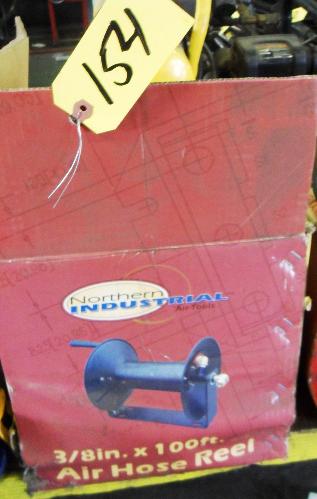 154
Northern
INDUSTRIAL
Air Tools
3/8in. x 100ft.
Air Hose Reel